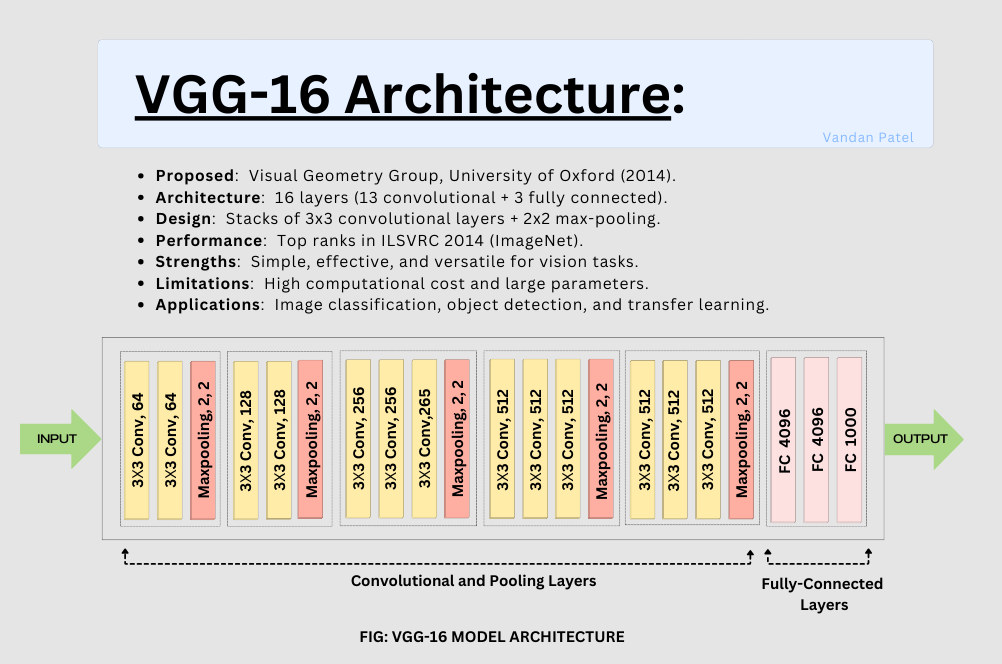 VGG-16 Architecture:
Vandan Patel
• Proposed: Visual Geometry Group, University of Oxford (2014).
• Architecture: 16 layers (13 convolutional + 3 fully connected).
• Design: Stacks of 3x3 convolutional layers + 2x2 max-pooling.
• Performance: Top ranks in ILSVRC 2014 (ImageNet).
• Strengths: Simple, effective, and versatile for vision tasks.
• Limitations: High computational cost and large parameters.
• Applications: Image classification, object detection, and transfer learning.
INPUT
3X3 Conv, 64
3X3 Conv, 64
Maxpooling, 2, 2
3X3 Conv, 128
3X3 Conv, 128
Maxpooling, 2, 2
3X3 Conv, 256
3X3 Conv, 256
3X3 Conv,265
Maxpooling, 2, 2
3X3 Conv, 512
3X3 Conv, 512
3X3 Conv, 512
Maxpooling, 2, 2
3X3 Conv, 512
3X3 Conv, 512
3X3 Conv, 512
Maxpooling, 2, 2
FC 4096
FC 4096
FC 1000
OUTPUT
Convolutional and Pooling Layers
Fully-Connected
Layers
FIG: VGG-16 MODEL ARCHITECTURE